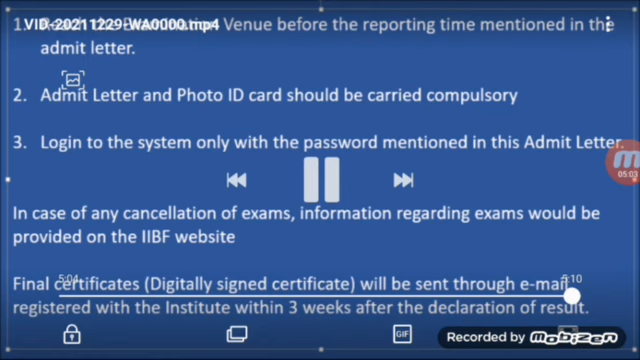 VID-20211229-WA0000.mp4
1. Venue before the reporting time mentioned in the
admit letter.
2. Admit Letter and Photo ID card should be carried compulsory
3. Login to the system only with the password mentioned in this Admit Letter.
05:03
In case of any cancellation of exams, information regarding exams would be
provided on the IIBF website
5:04
5:10
Final certificates (Digitally signed certificate) will be sent through e-mail
registered with the Institute within 3 weeks after the declaration of result.
GIF
Recorded by mobizen